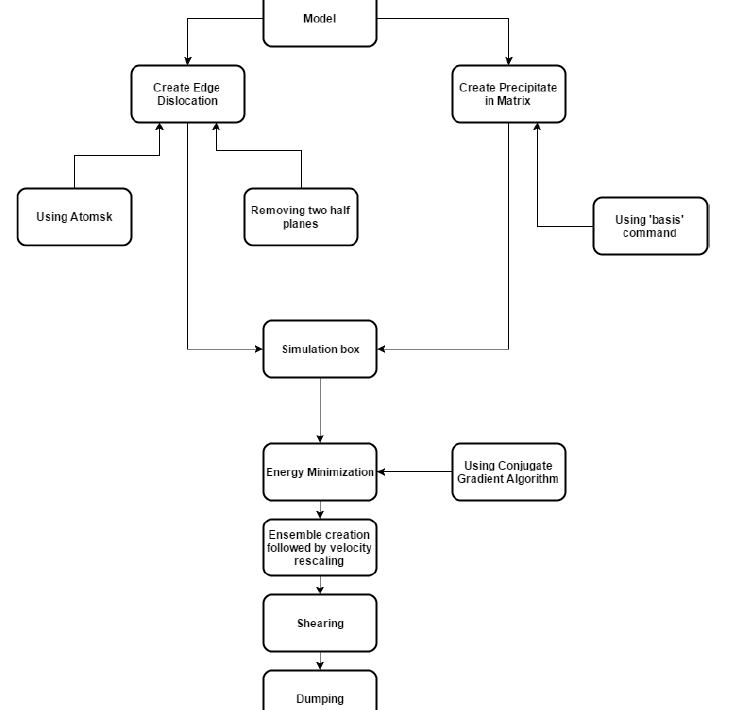 Model
Create Edge
Dislocation
Create Precipitate
in Matrix
Using Atomsk
Removing two half
planes
Using 'basis'
command
Simulation box
Energy Minimization
Using Conjugate
Gradient Algorithm
Ensemble creation
followed by velocity
rescaling
Shearing
Dumping